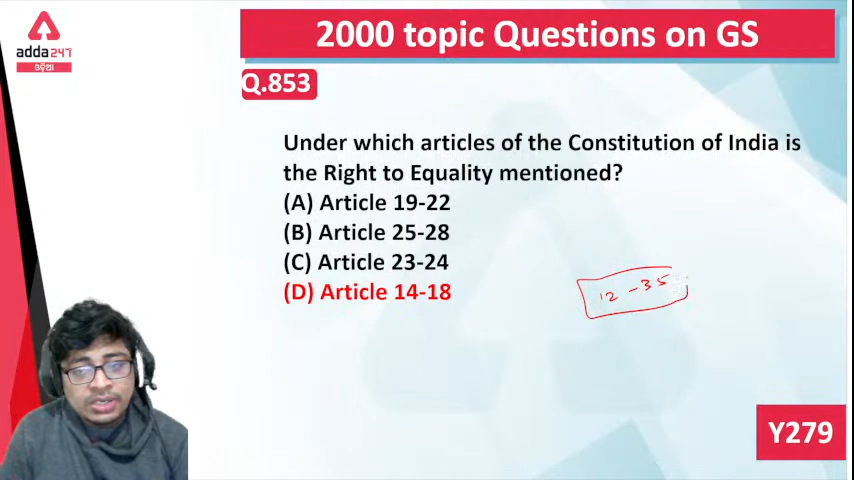 2000 topic Questions on GS
adda247
ଓଡ଼ିଆ
Q.853
Under which articles of the Constitution of India is
the Right to Equality mentioned?
(A) Article 19-22
(B) Article 25-28
(C) Article 23-24
(D) Article 14-18
12-35
Y279